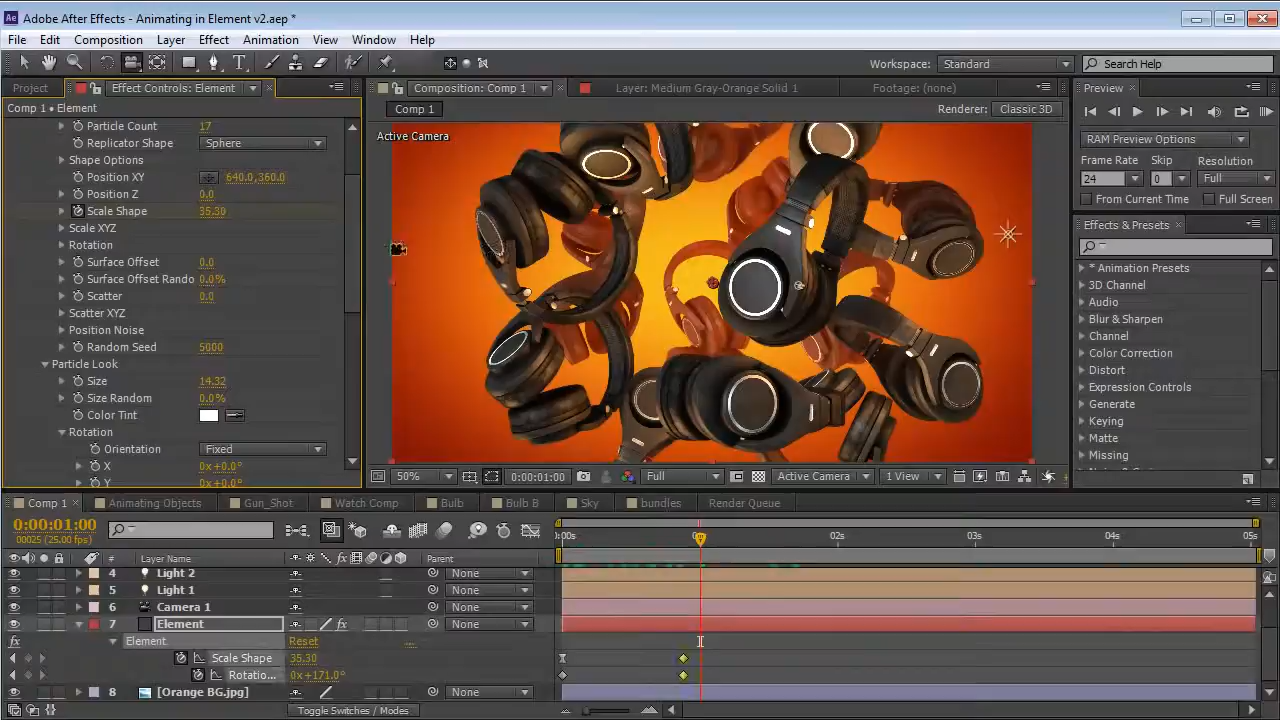 Adobe After Effects - Animating in Element v2.aep *
File Edit Composition Layer Effect Animation View Window Help
Workspace: Standard Search Help
Project Effect Controls: Element
Composition: Comp 1 Layer: Medium Gray-Orange Solid 1 Footage: (none)
Preview
Comp 1 • Element
Comp 1
Renderer: Classic 3D
Active Camera
Particle Count 17
Replicator Shape Sphere
Shape Options
Position XY 640.0,360.0
Position Z 0.0
Scale Shape 35.30
Scale XYZ
Rotation
Surface Offset 0.0
Surface Offset Rando 0.0%
Scatter 0.0
Scatter XYZ
Position Noise
Random Seed 5000
Particle Look
Size 14.32
Size Random 0.0%
Color Tint
Rotation
Orientation Fixed
X 0x+0.0°
Y 0x+0.0°
RAM Preview Options
Frame Rate Skip Resolution
24 0 Full
From Current Time Full Screen
Effects & Presets
* Animation Presets
3D Channel
Audio
Blur & Sharpen
Channel
Color Correction
Distort
Expression Controls
Generate
Keying
Matte
Missing
50% 0:00:01:00 Full Active Camera 1 View
Comp 1 Animating Objects Gun_Shot Watch Comp Bulb Bulb B Sky bundles Render Queue
0:00:01:00
00025 (25.00 fps)
:00s 02s 03s 04s 05s
# Layer Name Parent
4 Light 2 None
5 Light 1 None
6 Camera 1 None
7 Element None
Element Reset
Scale Shape 35.30
Rotatio... 0x+171.0°
8 [Orange BG.jpg] None
Toggle Switches / Modes